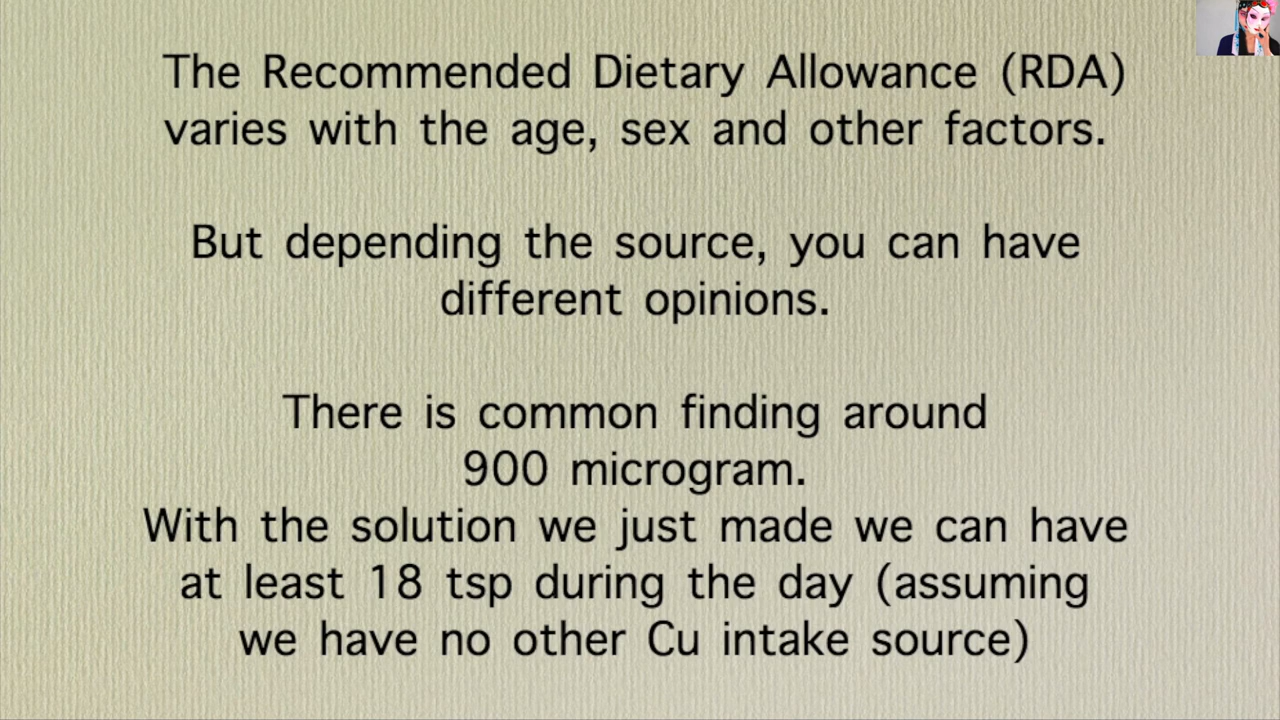 The Recommended Dietary Allowance (RDA)
varies with the age, sex and other factors.
But depending the source, you can have
different opinions.
There is common finding around
900 microgram.
With the solution we just made we can have
at least 18 tsp during the day (assuming
we have no other Cu intake source)